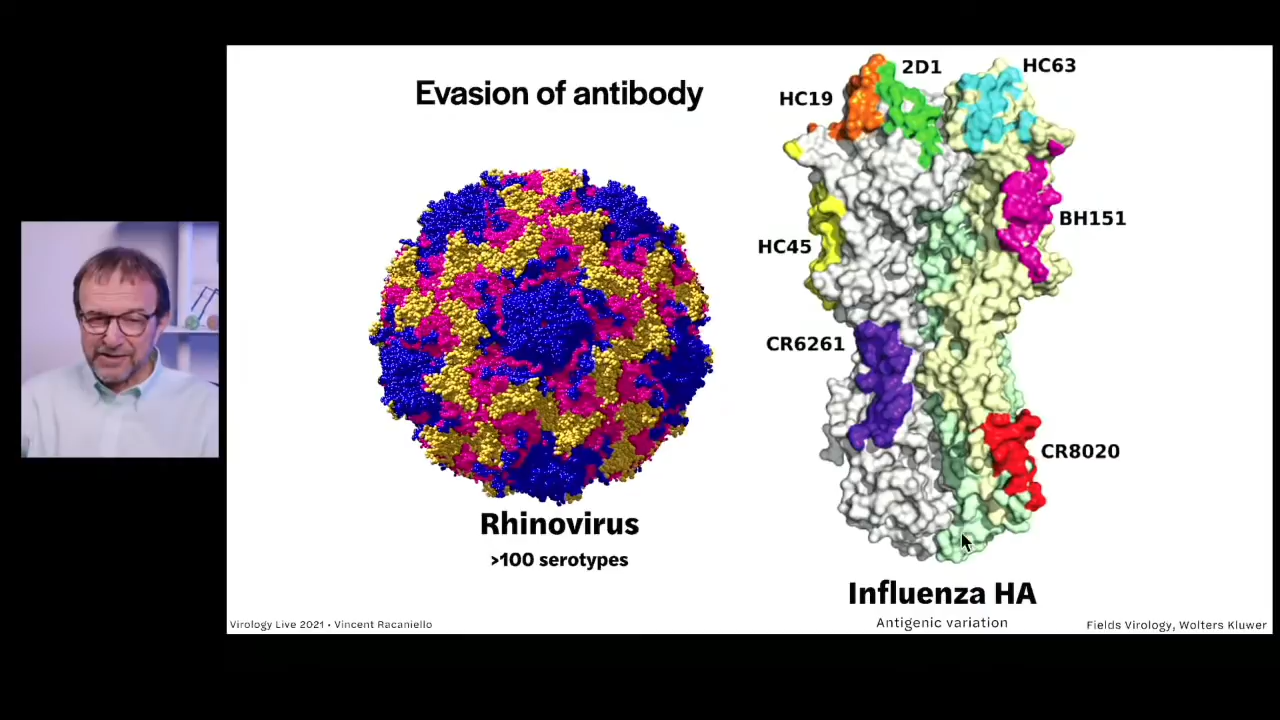 Evasion of antibody
Rhinovirus
>100 serotypes
2D1
HC63
HC19
BH151
HC45
CR6261
CR8020
Influenza HA
Antigenic variation
Virology Live 2021 • Vincent Racaniello
Fields Virology, Wolters Kluwer